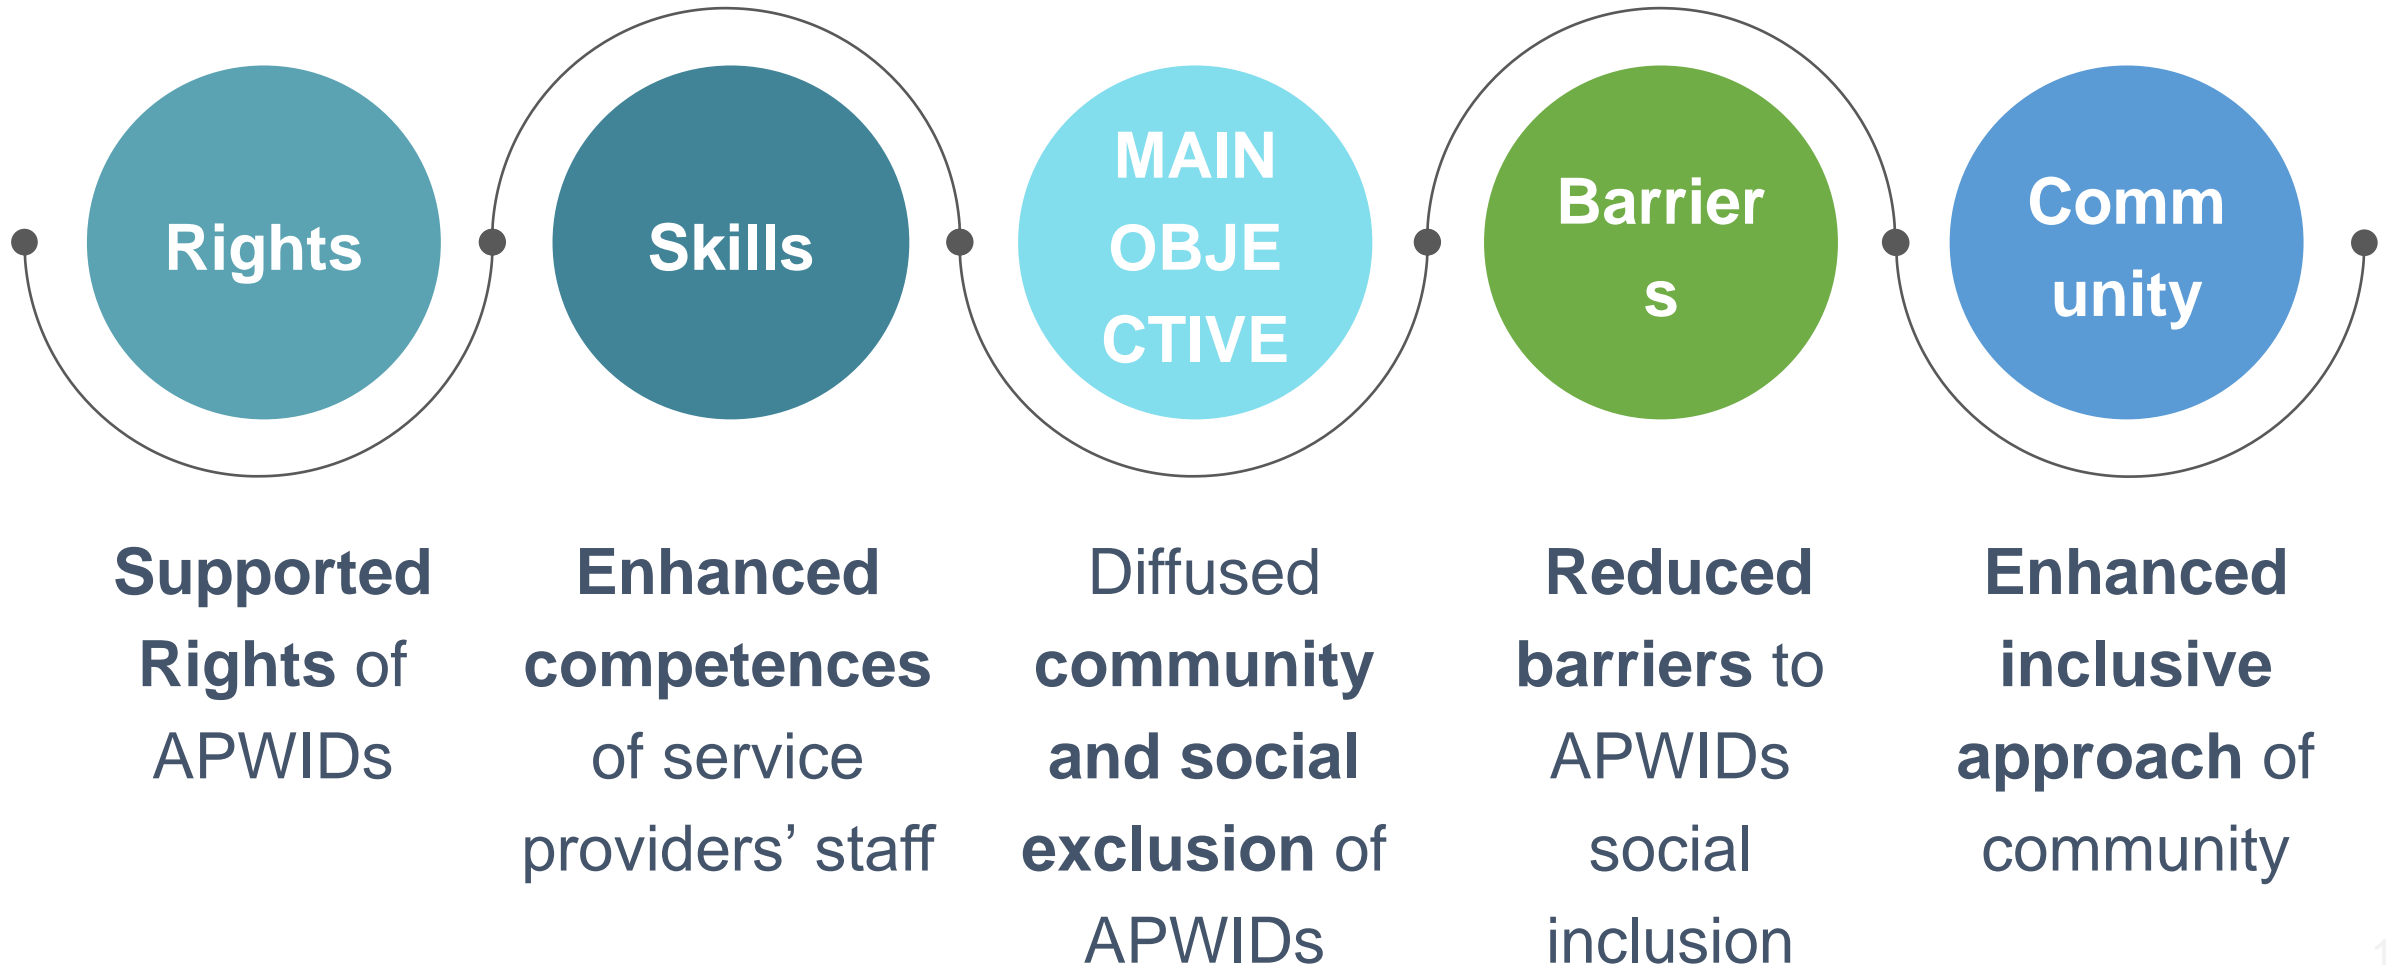 Rights
Skills
MAIN
OBJE
CTIVE
Barrier
s
Comm
unity
Supported
Rights of
APWIDs
Enhanced
competences
of service
providers’ staff
Diffused
community
and social
exclusion of
APWIDs
Reduced
barriers to
APWIDs
social
inclusion
Enhanced
inclusive
approach of
community
1